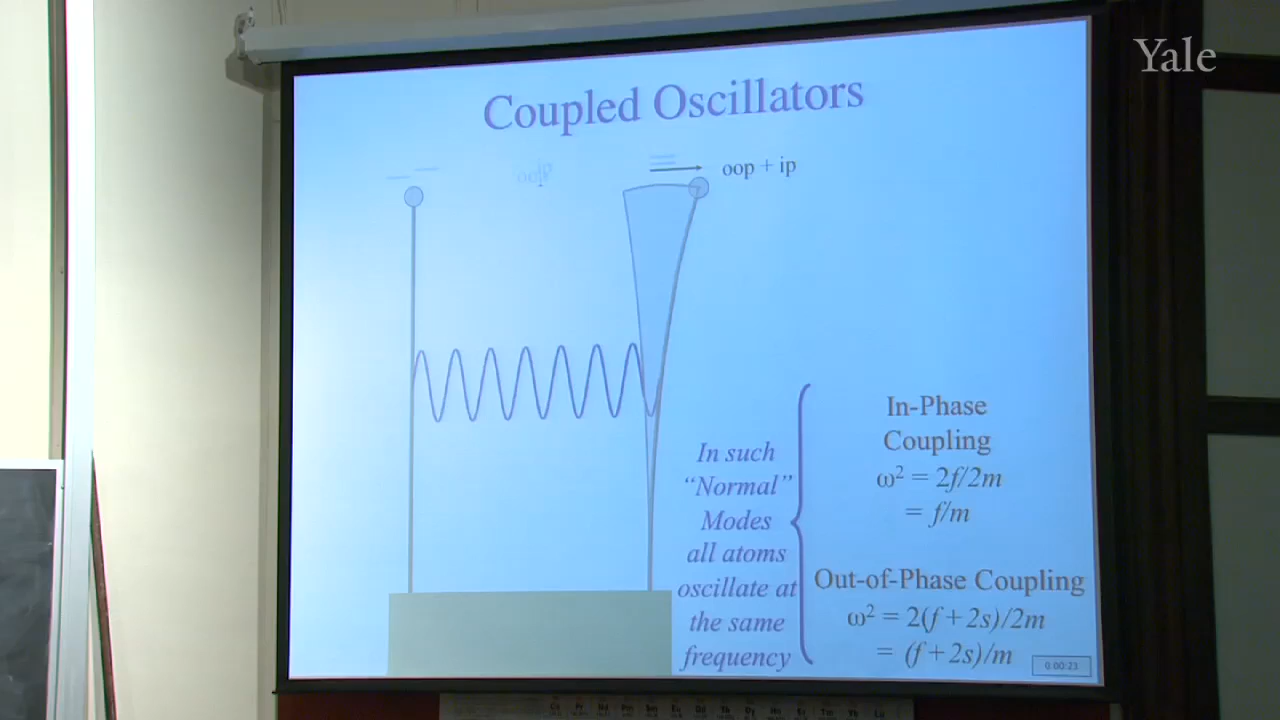 Yale
Coupled Oscillators
oop + ip
In such
“Normal”
Modes
all atoms
oscillate at
the same
frequency
In-Phase
Coupling
ω² = 2f/2m
= f/m
Out-of-Phase Coupling
ω² = 2(f + 2s)/2m
= (f + 2s)/m
0:00:23